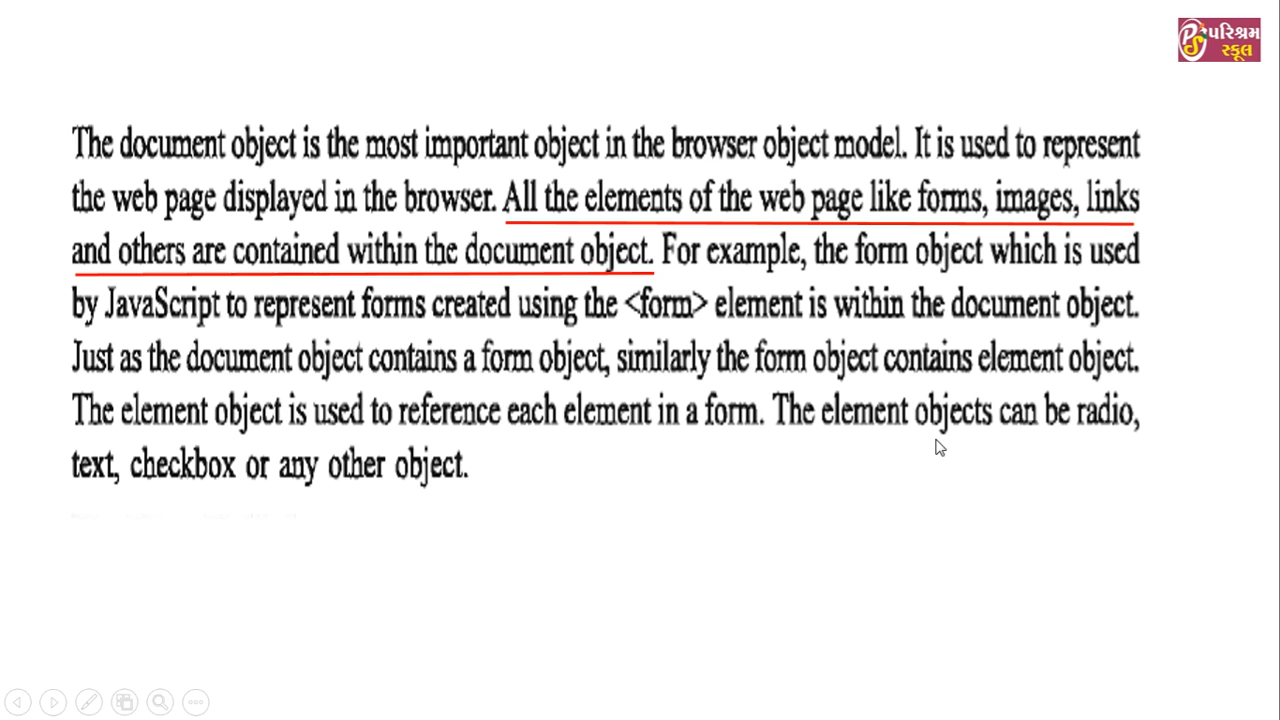 પરિશ્રમ
સ્કૂલ
The document object is the most important object in the browser object model. It is used to represent
the web page displayed in the browser. All the elements of the web page like forms, images, links
and others are contained within the document object. For example, the form object which is used
by JavaScript to represent forms created using the <form> element is within the document object.
Just as the document object contains a form object, similarly the form object contains element object.
The element object is used to reference each element in a form. The element objects can be radio,
text, checkbox or any other object.